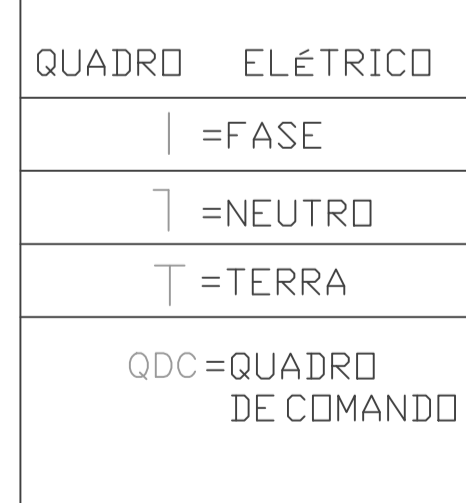 QUADRO ELÉTRICO
=FASE
=NEUTRO
=TERRA
QDC=QUADRO
DE COMANDO